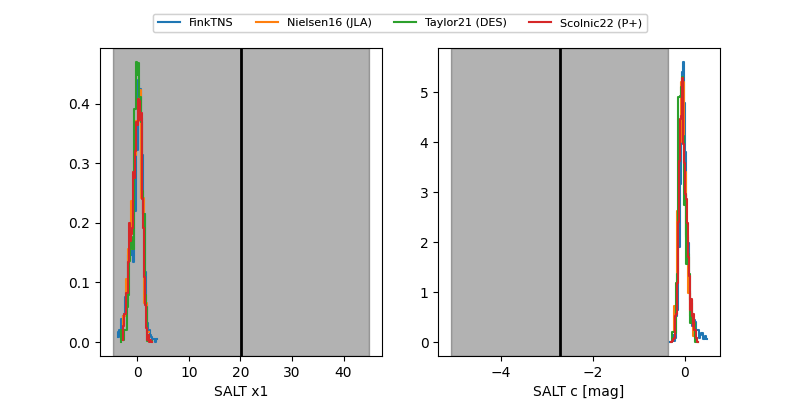 FinkTNS Nielsen16 (JLA) Taylor21 (DES) Scolnic22 (P+)
0.4
0.3
0.2
0.1
0.0
0 10 20 30 40
SALT x1
5
4
3
2
1
0
−4 −2 0
SALT c [mag]